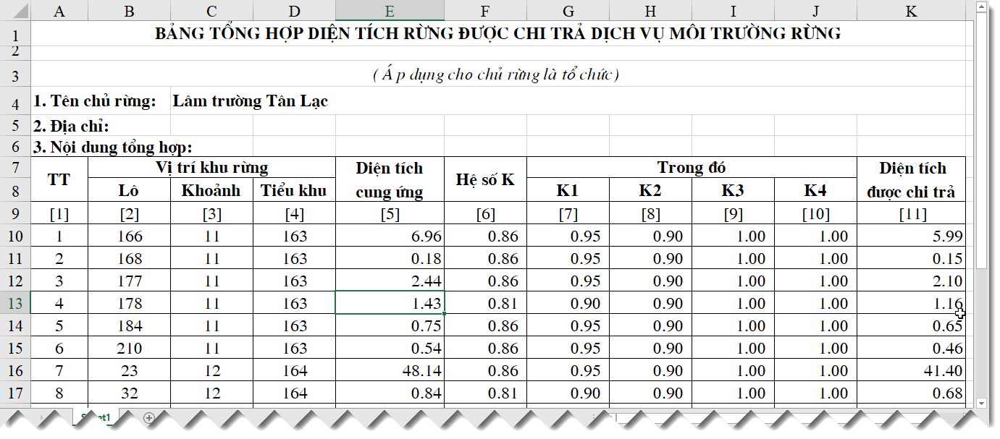 A B C D E F G H I J K
1 BẢNG TỔNG HỢP DIỆN TÍCH RỪNG ĐƯỢC CHI TRẢ DỊCH VỤ MÔI TRƯỜNG RỪNG
2
3 ( Á p dụng cho chủ rừng là tổ chức)
4 1. Tên chủ rừng: Lâm trường Tân Lạc
5 2. Địa chỉ:
6 3. Nội dung tổng hợp:
7 TT Vị trí khu rừng Diện tích Hệ số K Trong đó Diện tích
8 Lô Khoảnh Tiểu khu cung ứng K1 K2 K3 K4 được chi trả
9 [1] [2] [3] [4] [5] [6] [7] [8] [9] [10] [11]
10 1 166 11 163 6.96 0.86 0.95 0.90 1.00 1.00 5.99
11 2 168 11 163 0.18 0.86 0.95 0.90 1.00 1.00 0.15
12 3 177 11 163 2.44 0.86 0.95 0.90 1.00 1.00 2.10
13 4 178 11 163 1.43 0.81 0.90 0.90 1.00 1.00 1.16
14 5 184 11 163 0.75 0.86 0.95 0.90 1.00 1.00 0.65
15 6 210 11 163 0.54 0.86 0.95 0.90 1.00 1.00 0.46
16 7 23 12 164 48.14 0.86 0.95 0.90 1.00 1.00 41.40
17 8 32 12 164 0.84 0.81 0.90 0.90 1.00 1.00 0.68